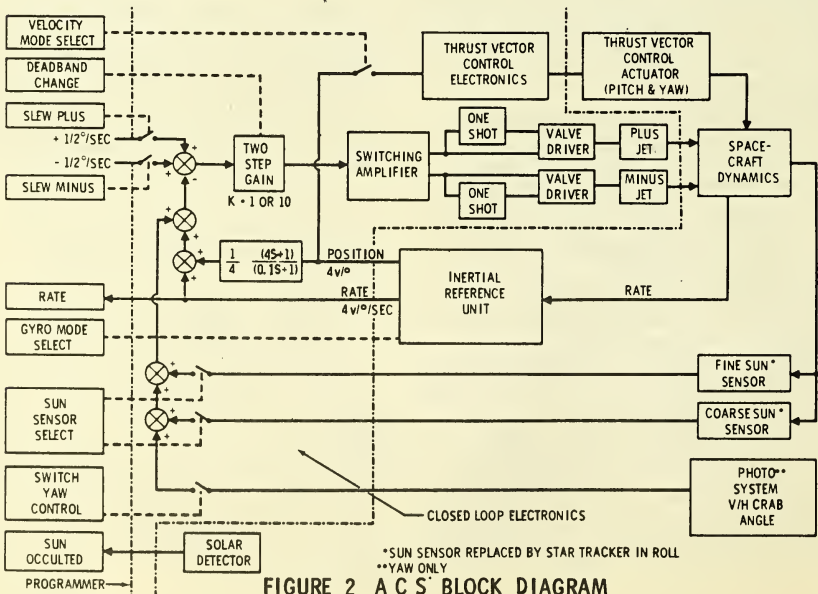 VELOCITY
MODE SELECT
DEADBAND
CHANGE
SLEW PLUS
+ 1/2°/SEC
- 1/2°/SEC
SLEW MINUS
TWO
STEP
GAIN
K = 1 OR 10
THRUST VECTOR
CONTROL
ELECTRONICS
THRUST VECTOR
CONTROL
ACTUATOR
(PITCH & YAW)
SWITCHING
AMPLIFIER
ONE
SHOT
VALVE
DRIVER
PLUS
JET
ONE
SHOT
VALVE
DRIVER
MINUS
JET
SPACE-
CRAFT
DYNAMICS
1
4
(4S+1)
(0.1S+1)
POSITION
4v/°
RATE
4v/°/SEC
INERTIAL
REFERENCE
UNIT
RATE
RATE
GYRO MODE
SELECT
SUN
SENSOR
SELECT
SWITCH
YAW
CONTROL
SUN
OCCULTED
SOLAR
DETECTOR
FINE SUN*
SENSOR
COARSE SUN*
SENSOR
PHOTO**
SYSTEM
V/H CRAB
ANGLE
CLOSED LOOP ELECTRONICS
*SUN SENSOR REPLACED BY STAR TRACKER IN ROLL
**YAW ONLY
PROGRAMMER
FIGURE 2 A C S BLOCK DIAGRAM